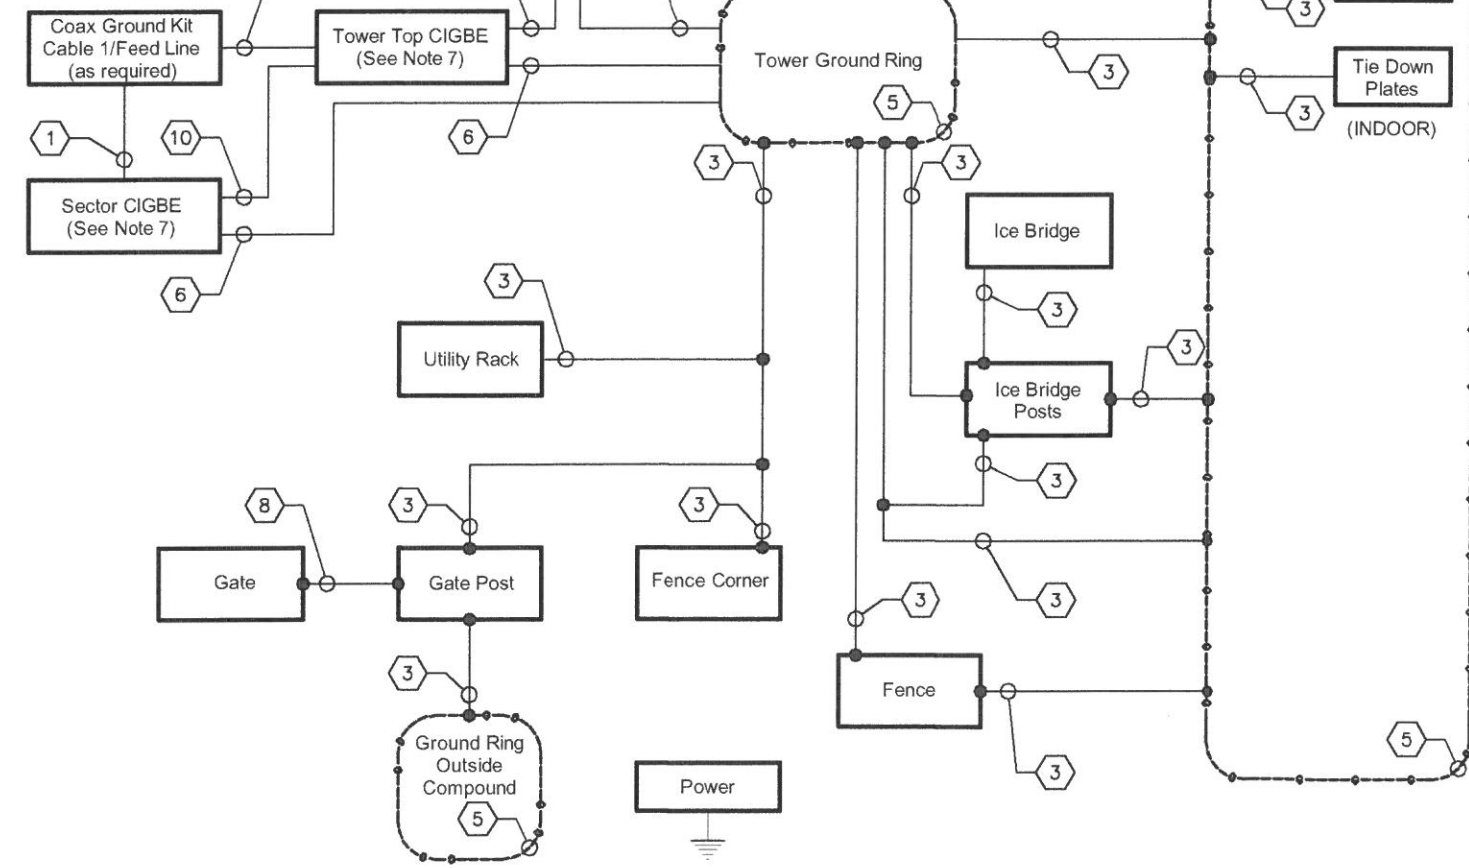 3
Coax Ground Kit
Cable 1/Feed Line
(as required)
Tower Top CIGBE
(See Note 7)
Tower Ground Ring
3
Tie Down
Plates
3
(INDOOR)
5
1
10
6
3
3
Sector CIGBE
(See Note 7)
6
Ice Bridge
3
3
Utility Rack
3
Ice Bridge
Posts
3
8
3
3
Gate
Gate Post
Fence Corner
3
3
3
Fence
3
Ground Ring
Outside
Compound
5
Power
5